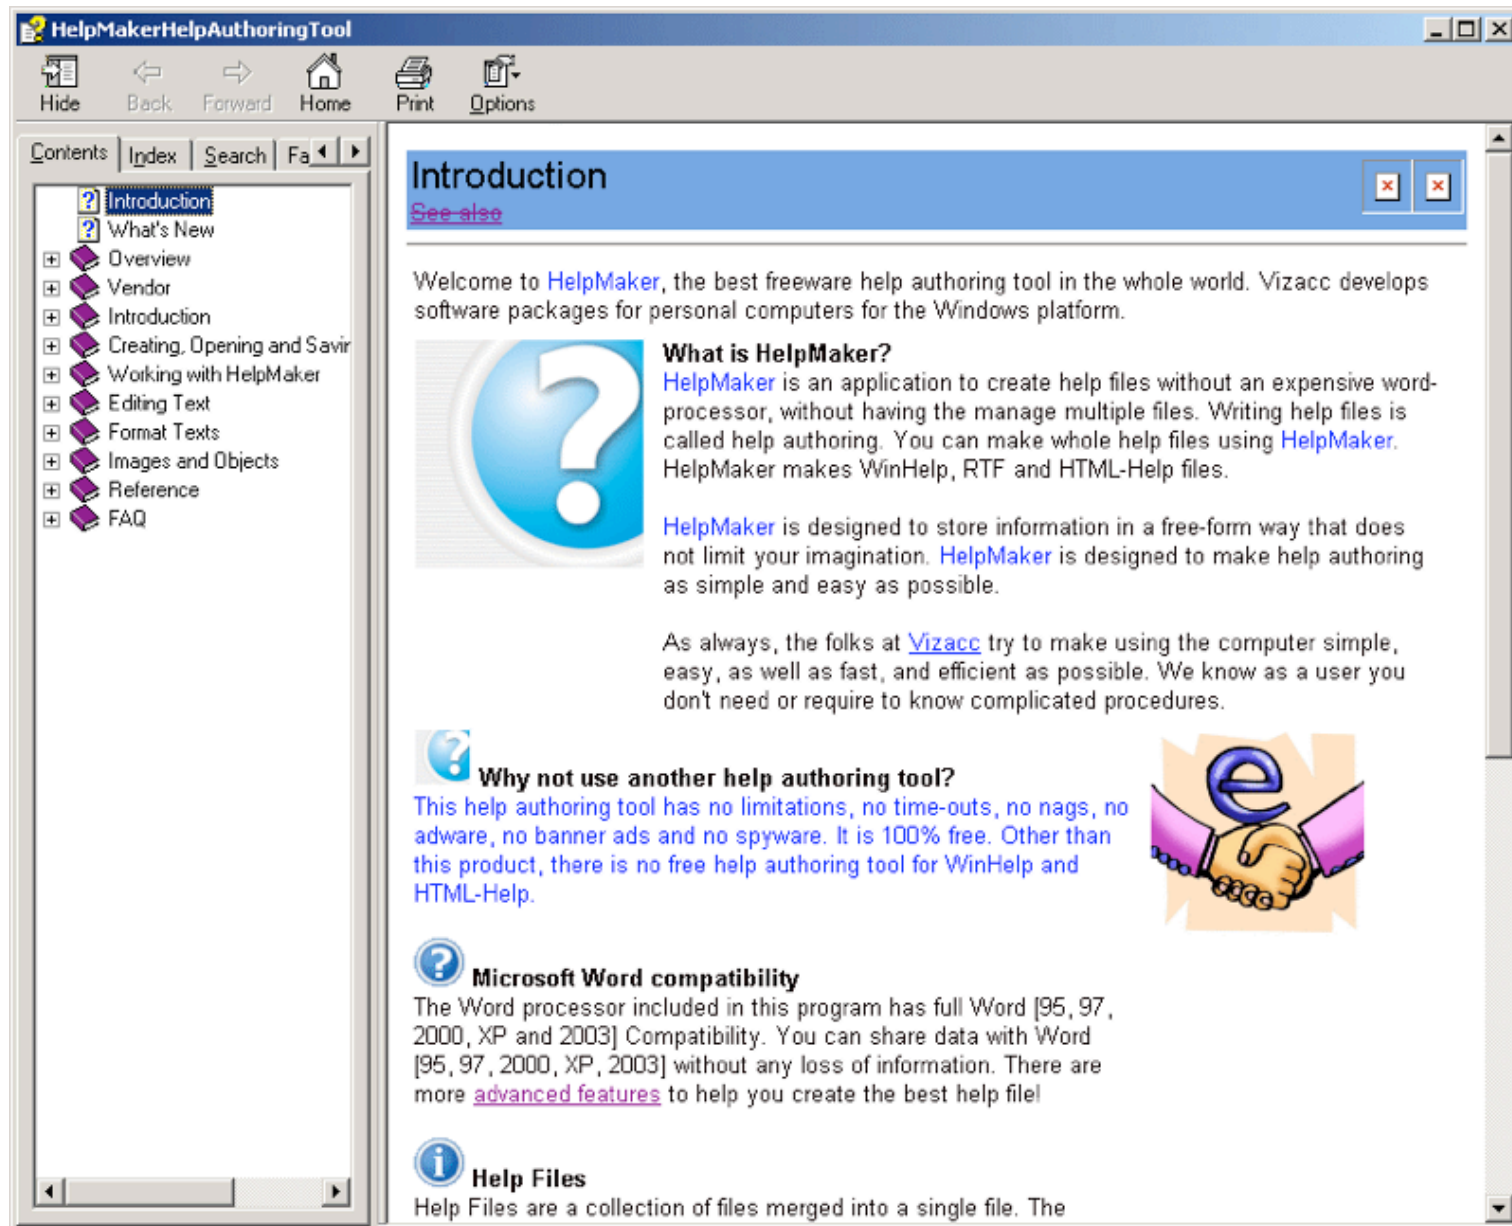 HelpMakerHelpAuthoringTool
Hide Back Forward Home Print Options
Contents Index Search Fa
Introduction
What's New
Overview
Vendor
Introduction
Creating, Opening and Savir
Working with HelpMaker
Editing Text
Format Texts
Images and Objects
Reference
FAQ
Introduction
See also
Welcome to HelpMaker, the best freeware help authoring tool in the whole world. Vizacc develops
software packages for personal computers for the Windows platform.
What is HelpMaker?
HelpMaker is an application to create help files without an expensive word-
processor, without having the manage multiple files. Writing help files is
called help authoring. You can make whole help files using HelpMaker.
HelpMaker makes WinHelp, RTF and HTML-Help files.
HelpMaker is designed to store information in a free-form way that does
not limit your imagination. HelpMaker is designed to make help authoring
as simple and easy as possible.
As always, the folks at Vizacc try to make using the computer simple,
easy, as well as fast, and efficient as possible. We know as a user you
don't need or require to know complicated procedures.
Why not use another help authoring tool?
This help authoring tool has no limitations, no time-outs, no nags, no
adware, no banner ads and no spyware. It is 100% free. Other than
this product, there is no free help authoring tool for WinHelp and
HTML-Help.
Microsoft Word compatibility
The Word processor included in this program has full Word [95, 97,
2000, XP and 2003] Compatibility. You can share data with Word
[95, 97, 2000, XP, 2003] without any loss of information. There are
more advanced features to help you create the best help file!
Help Files
Help Files are a collection of files merged into a single file. The